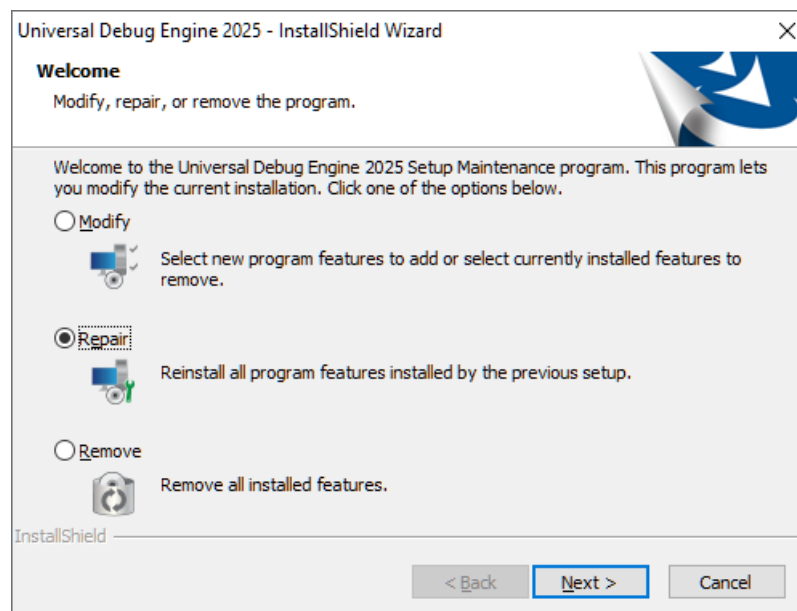 Universal Debug Engine 2025 - InstallShield Wizard
Welcome
Modify, repair, or remove the program.
Welcome to the Universal Debug Engine 2025 Setup Maintenance program. This program lets
you modify the current installation. Click one of the options below.
Modify
Select new program features to add or select currently installed features to
remove.
Repair
Reinstall all program features installed by the previous setup.
Remove
Remove all installed features.
InstallShield
< Back
Next >
Cancel